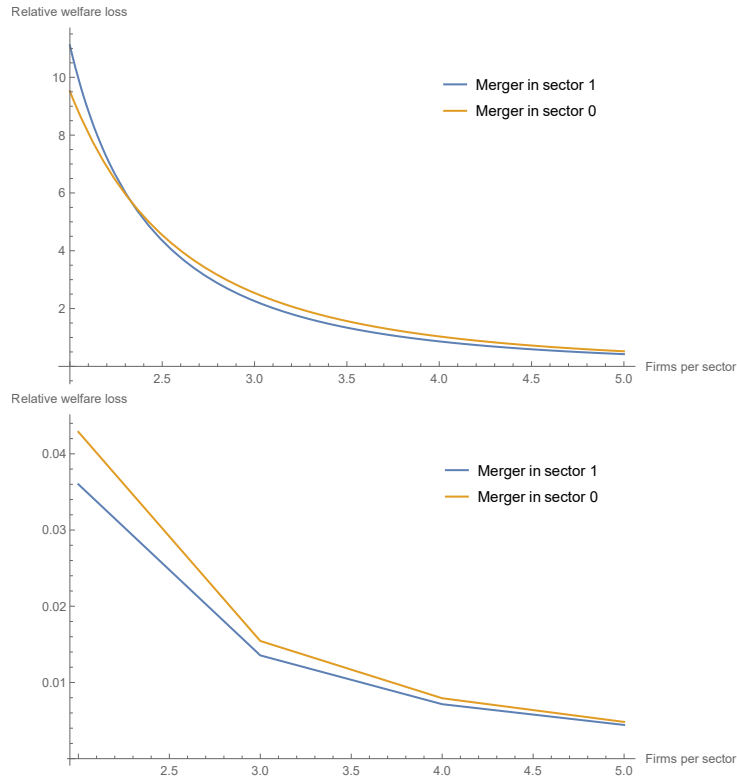 Relative welfare loss
10
8
6
4
2
Merger in sector 1
Merger in sector 0
2.5 3.0 3.5 4.0 4.5 5.0 Firms per sector
Relative welfare loss
0.04
0.03
0.02
0.01
Merger in sector 1
Merger in sector 0
2.5 3.0 3.5 4.0 4.5 5.0 Firms per sector